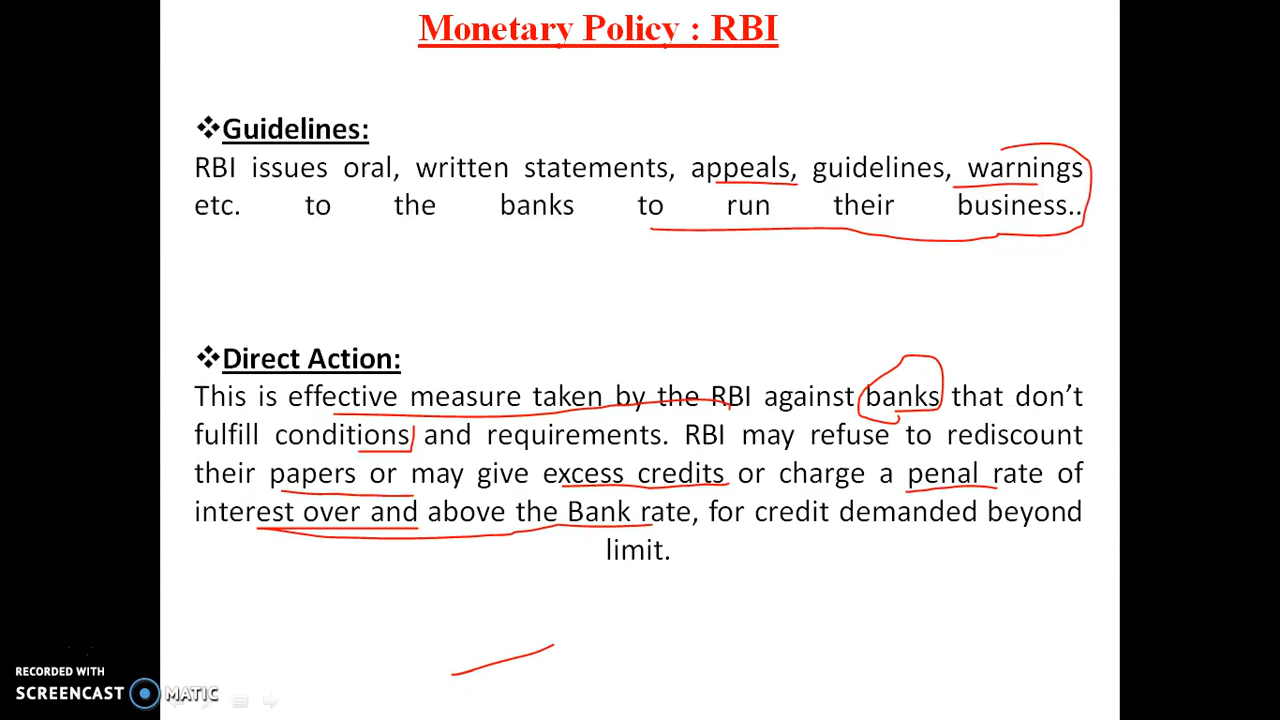 Monetary Policy : RBI
❖Guidelines:
RBI issues oral, written statements, appeals, guidelines, warnings
etc. to the banks to run their business..
❖Direct Action:
This is effective measure taken by the RBI against banks that don’t
fulfill conditions and requirements. RBI may refuse to rediscount
their papers or may give excess credits or charge a penal rate of
interest over and above the Bank rate, for credit demanded beyond
limit.
RECORDED WITH
SCREENCAST MATIC